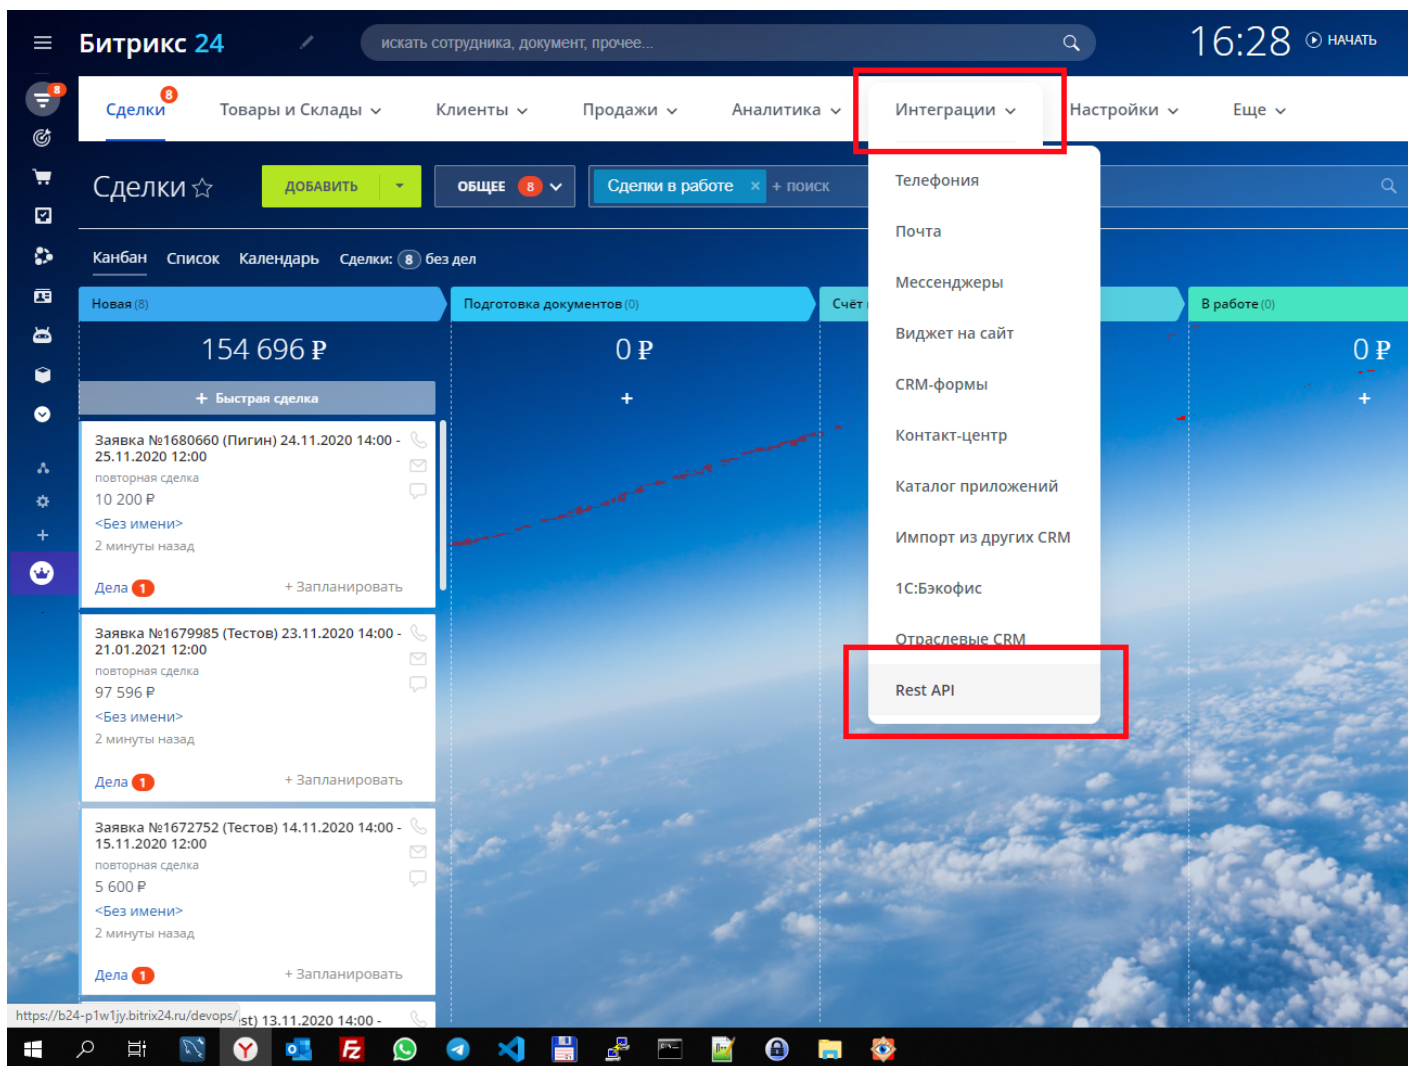 Битрикс 24
искать сотрудника, документ, прочее...
16:28
НАЧАТЬ
8
Сделки
8
Товары и Склады
Клиенты
Продажи
Аналитика
Интеграции
Настройки
Еще
Сделки
ДОБАВИТЬ
ОБЩЕЕ 8
Сделки в работе × + поиск
Телефония
Почта
Мессенджеры
Виджет на сайт
CRM-формы
Контакт-центр
Каталог приложений
Импорт из других CRM
1С:Бэкофис
Отраслевые CRM
Rest API
Канбан Список Календарь Сделки: 8 без дел
Новая (8)
Подготовка документов (0)
Счёт
В работе (0)
154 696 ₽
0 ₽
0 ₽
+ Быстрая сделка
+
+
Заявка №1680660 (Пигин) 24.11.2020 14:00 -
25.11.2020 12:00
повторная сделка
10 200 ₽
<Без имени>
2 минуты назад
Дела 1 + Запланировать
Заявка №1679985 (Тестов) 23.11.2020 14:00 -
21.01.2021 12:00
повторная сделка
97 596 ₽
<Без имени>
2 минуты назад
Дела 1 + Запланировать
Заявка №1672752 (Тестов) 14.11.2020 14:00 -
15.11.2020 12:00
повторная сделка
5 600 ₽
<Без имени>
2 минуты назад
Дела 1 + Запланировать
https://b24-p1w1jy.bitrix24.ru/devops/
est) 13.11.2020 14:00 -